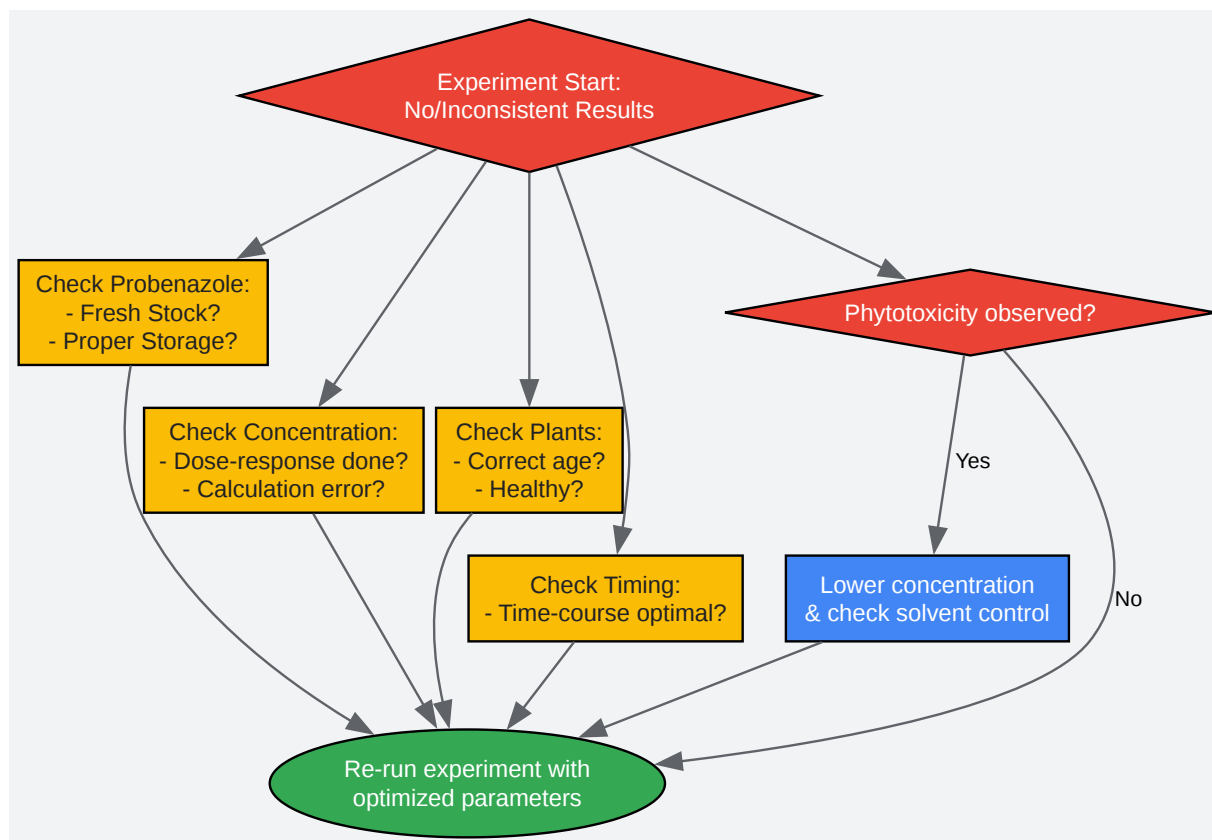 Experiment Start:
No/Inconsistent Results
Check Probenazole:
- Fresh Stock?
- Proper Storage?
Phytotoxicity observed?
Check Concentration:
- Dose-response done?
- Calculation error?
Check Plants:
- Correct age?
- Healthy?
Yes
Check Timing:
- Time-course optimal?
Lower concentration
& check solvent control
No
Re-run experiment with
optimized parameters